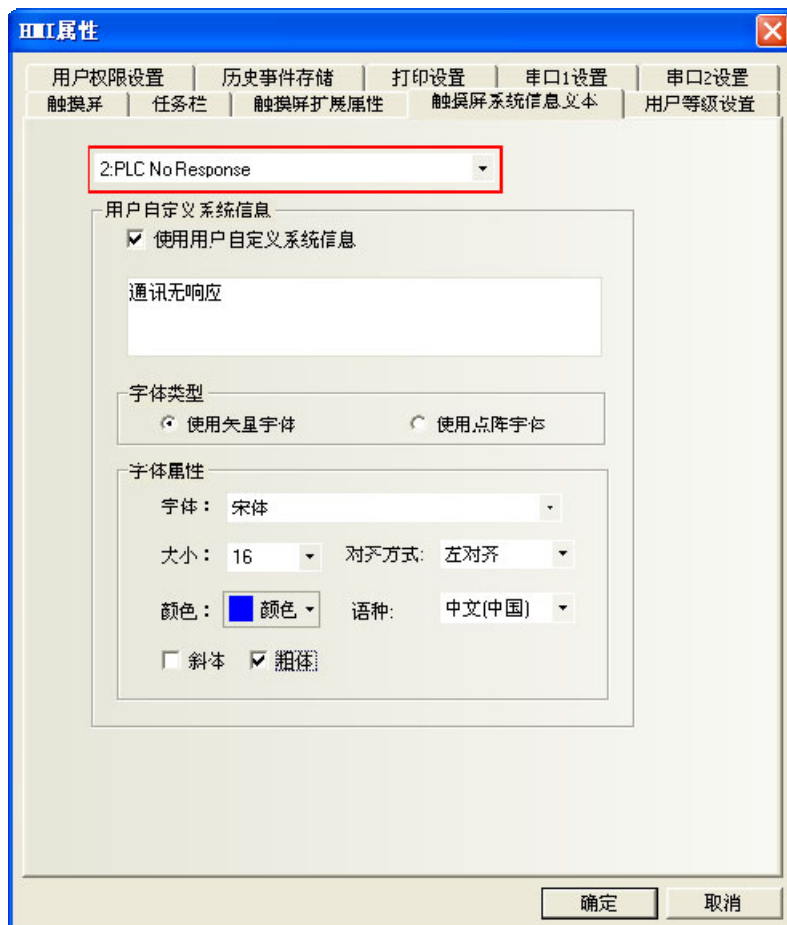 HMI属性
用户权限设置 历史事件存储 打印设置 串口1设置 串口2设置
触摸屏 任务栏 触摸屏扩展属性 触摸屏系统信息文本 用户等级设置
2:PLC No Response
用户自定义系统信息
使用用户自定义系统信息
通讯无响应
字体类型
使用矢量字体 使用点阵字体
字体属性
字体： 宋体
大小： 16 对齐方式: 左对齐
颜色： 颜色 语种: 中文(中国)
斜体 粗体
确定 取消